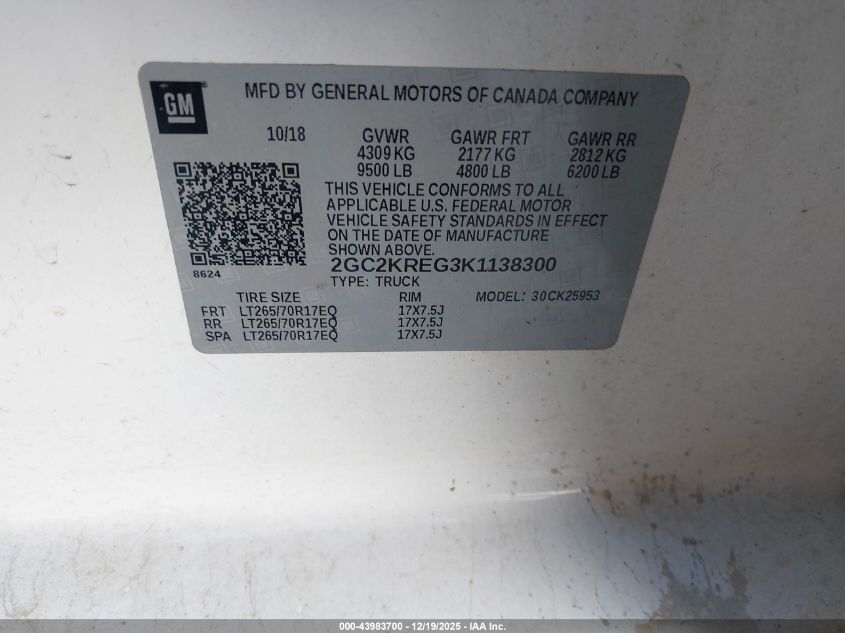 GM
MFD BY GENERAL MOTORS OF CANADA COMPANY
10/18 GVWR GAWR FRT GAWR RR
4309 KG 2177 KG 2812 KG
9500 LB 4800 LB 6200 LB
THIS VEHICLE CONFORMS TO ALL
APPLICABLE U.S. FEDERAL MOTOR
VEHICLE SAFETY STANDARDS IN EFFECT
ON THE DATE OF MANUFACTURE
SHOWN ABOVE.
8624
2GC2KREG3K1138300
TYPE: TRUCK
TIRE SIZE RIM MODEL: 30CK25953
FRT LT265/70R17EQ 17X7.5J
RR LT265/70R17EQ 17X7.5J
SPA LT265/70R17EQ 17X7.5J
000-43983700 - 12/19/2025 - IAA Inc.